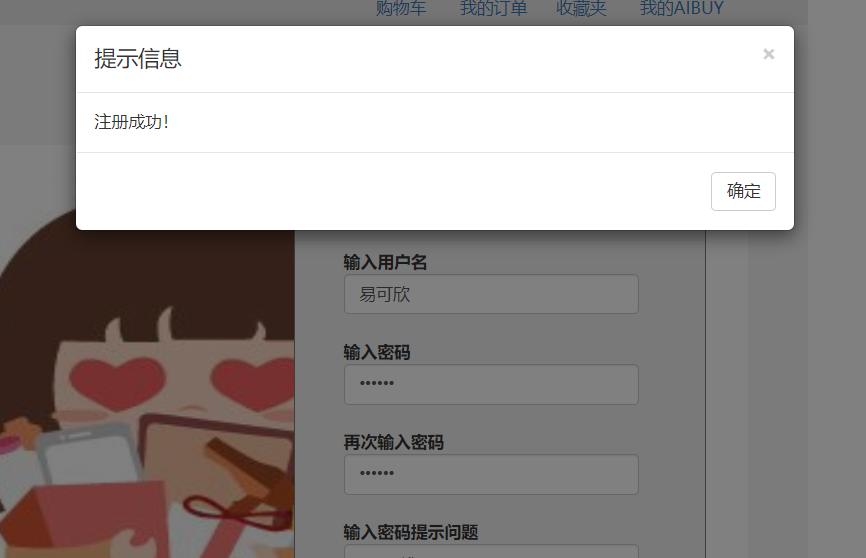 购物车 我的订单 收藏夹 我的AIBUY
提示信息 ×
注册成功！
确定
输入用户名
易可欣
输入密码
••••••
再次输入密码
••••••
输入密码提示问题